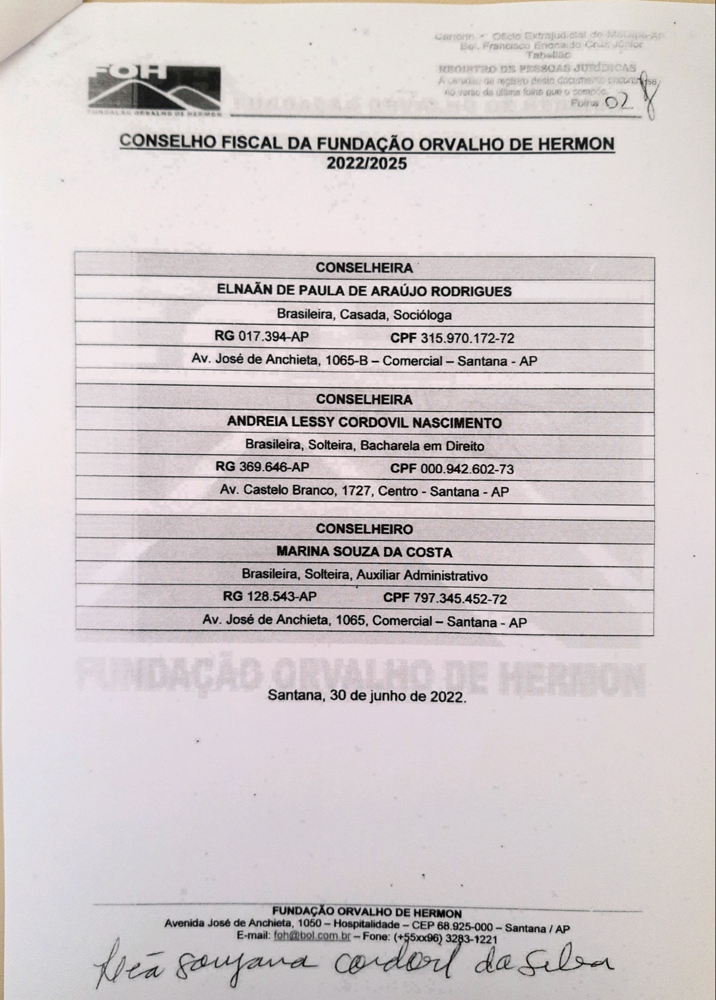 FOH
FUNDAÇÃO ORVALHO DE HERMON
Cartório Ofício Extrajudicial de Macapá-AP
Bel. Francisco Erionaldo Cruz Júnior
Tabelião
REGISTRO DE PESSOAS JURÍDICAS
A certidão de registro deste documento encontra-se
no verso da última folha que o compõe.
Folha 02
CONSELHO FISCAL DA FUNDAÇÃO ORVALHO DE HERMON
2022/2025
CONSELHEIRA
ELNAÃN DE PAULA DE ARAÚJO RODRIGUES
Brasileira, Casada, Socióloga
RG 017.394-AP CPF 315.970.172-72
Av. José de Anchieta, 1065-B – Comercial – Santana - AP
CONSELHEIRA
ANDREIA LESSY CORDOVIL NASCIMENTO
Brasileira, Solteira, Bacharela em Direito
RG 369.646-AP CPF 000.942.602-73
Av. Castelo Branco, 1727, Centro - Santana - AP
CONSELHEIRO
MARINA SOUZA DA COSTA
Brasileira, Solteira, Auxiliar Administrativo
RG 128.543-AP CPF 797.345.452-72
Av. José de Anchieta, 1065, Comercial – Santana - AP
FUNDAÇÃO ORVALHO DE HERMON
Santana, 30 de junho de 2022.
FUNDAÇÃO ORVALHO DE HERMON
Avenida José de Anchieta, 1050 – Hospitalidade – CEP 68.925-000 – Santana / AP
E-mail: foh@bol.com.br – Fone: (+55xx96) 3283-1221
da Silva